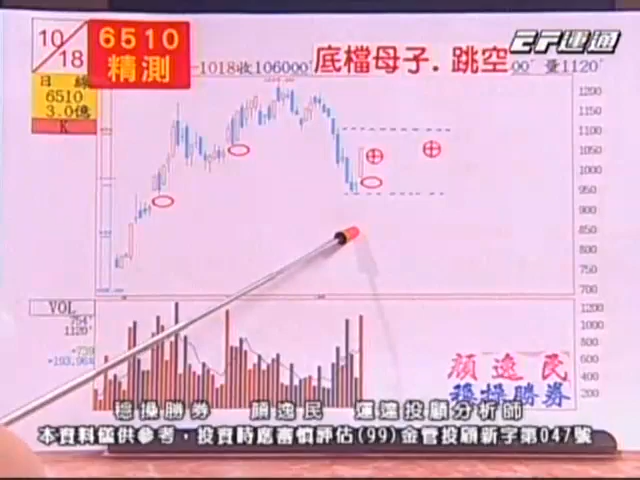 10/18
6510
精測
-1018收106000'
底檔母子. 跳空
00' 量1120'
EF運通
日 線
6510
3.0億
K
1200
1150
1100
1050
1000
950
900
850
800
750
700
VOL
754'
1120'
-739
-193.96%
1200
1000
800
600
400
200
顏逸民
穩操勝券
穩操勝券 顏逸民 運達投顧分析師
本資料僅供參考，投資時應審慎評估(99)金管投顧新字第047號